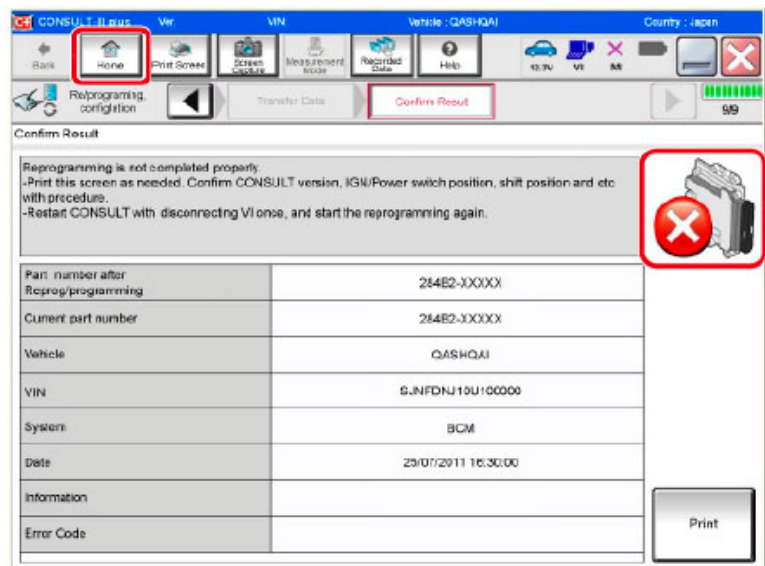 CONSULT-III plus Ver. VIN: Vehicle : QASHQAI Country : Japan
Back Home Print Screen Screen Capture Measurement Mode Recorded Data Help 13.3V VI MI
Re/programing, configration Transfer Data Confirm Result 9/9
Confirm Result
Reprogramming is not completed properly.
-Print this screen as needed. Confirm CONSULT version, IGN/Power switch position, shift position and etc
with procedure.
-Restart CONSULT with disconnecting VI once, and start the reprogramming again.
Part number after
Reprog/programming
284B2-XXXXX
Current part number 284B2-XXXXX
Vehicle QASHQAI
VIN SJNFDNJ10U100000
System BCM
Date 25/07/2011 16:30:00
Information
Error Code
Print